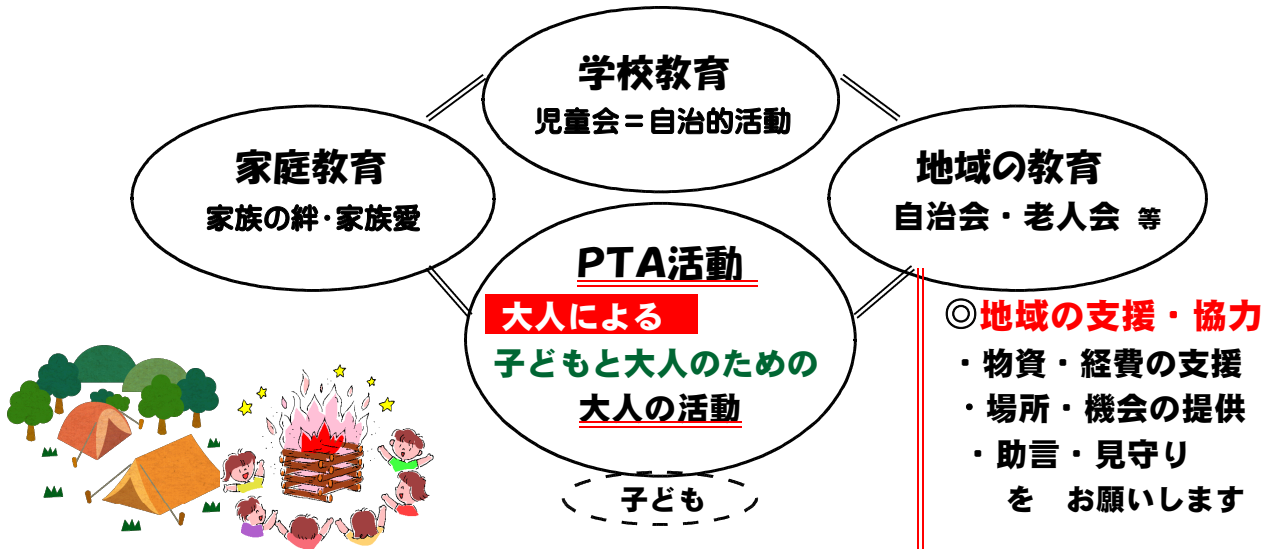 学校教育
児童会＝自治的活動
家庭教育
家族の絆・家族愛
地域の教育
自治会・老人会 等
PTA活動
大人による
子どもと大人のための
大人の活動
子ども
◎地域の支援・協力
・物資・経費の支援
・場所・機会の提供
・助言・見守り
を　お願いします